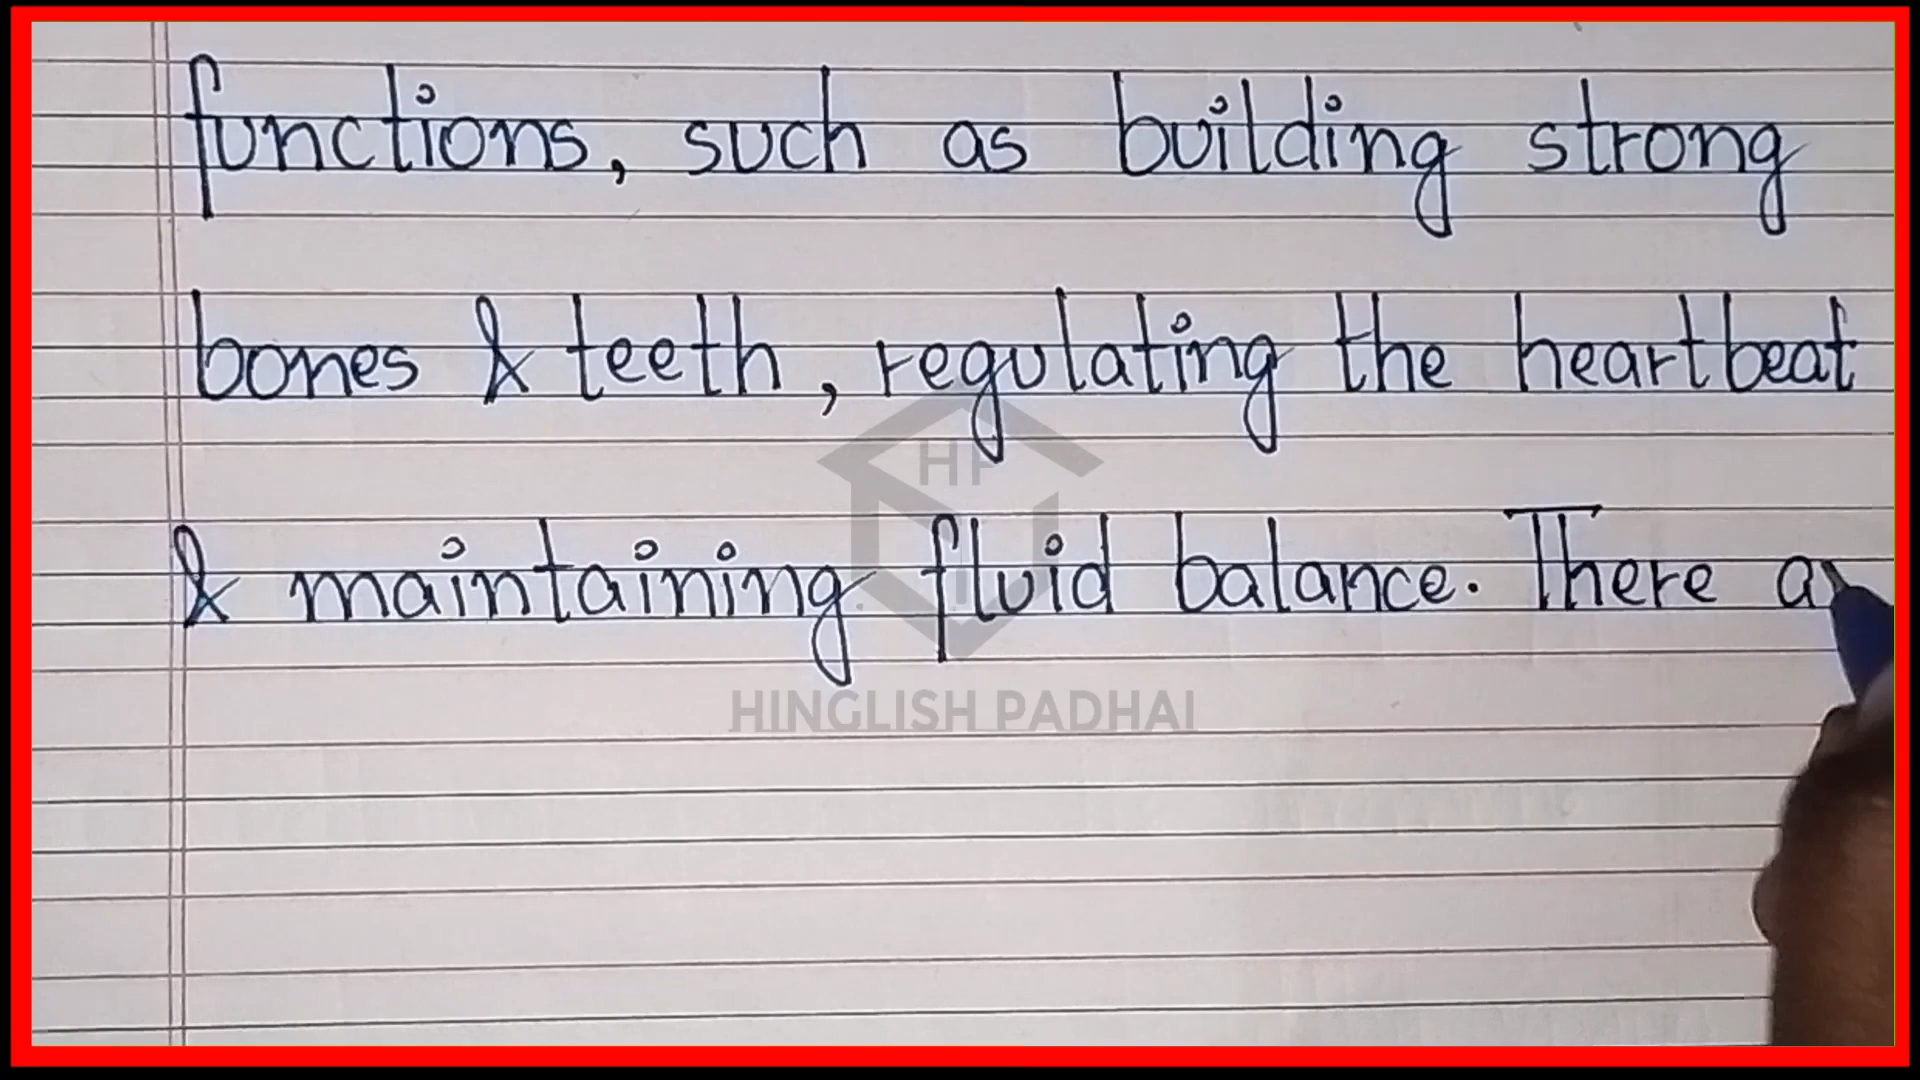 functions, such as building strong
bones & teeth, regulating the heartbeat
& maintaining fluid balance. There
HINGLISH PADHAI